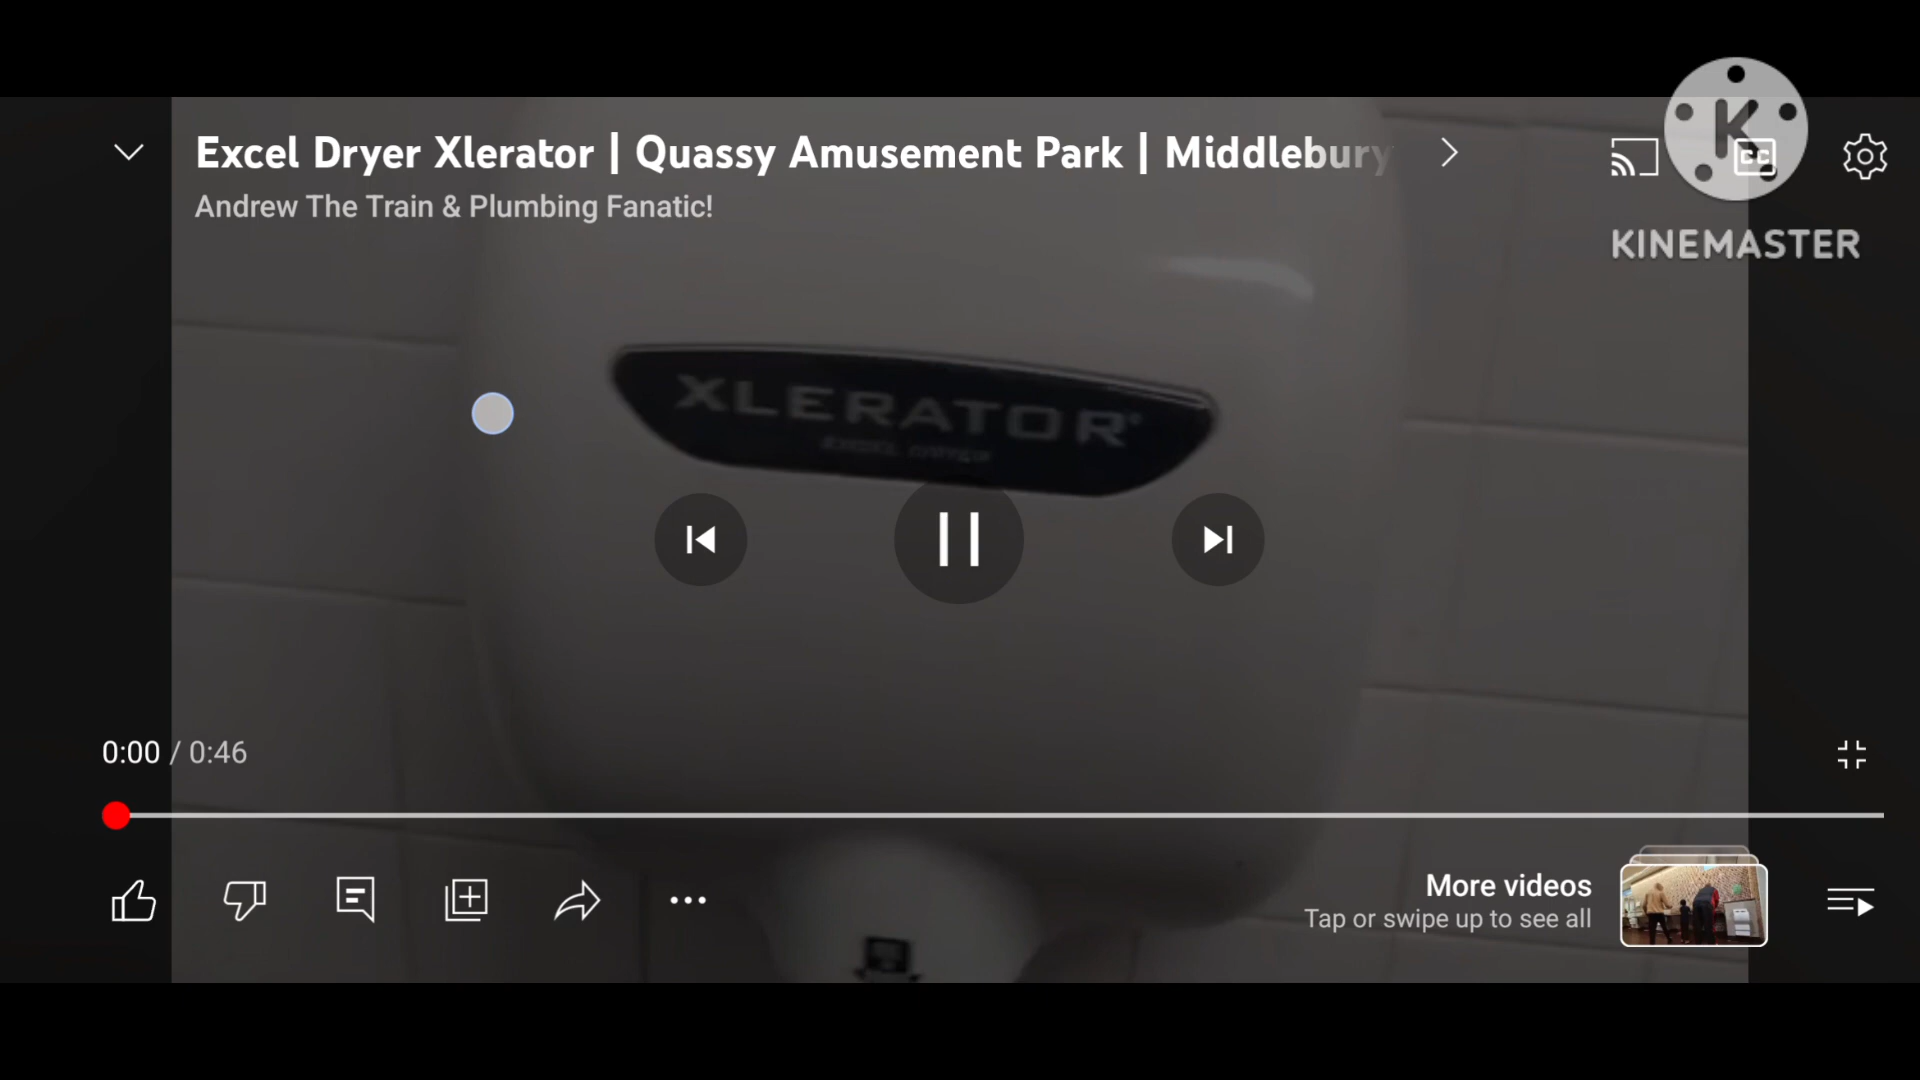 Excel Dryer Xlerator | Quassy Amusement Park | Middlebury
Andrew The Train & Plumbing Fanatic!
CC
K
KINEMASTER
XLERATOR®
0:00 / 0:46
More videos
Tap or swipe up to see all